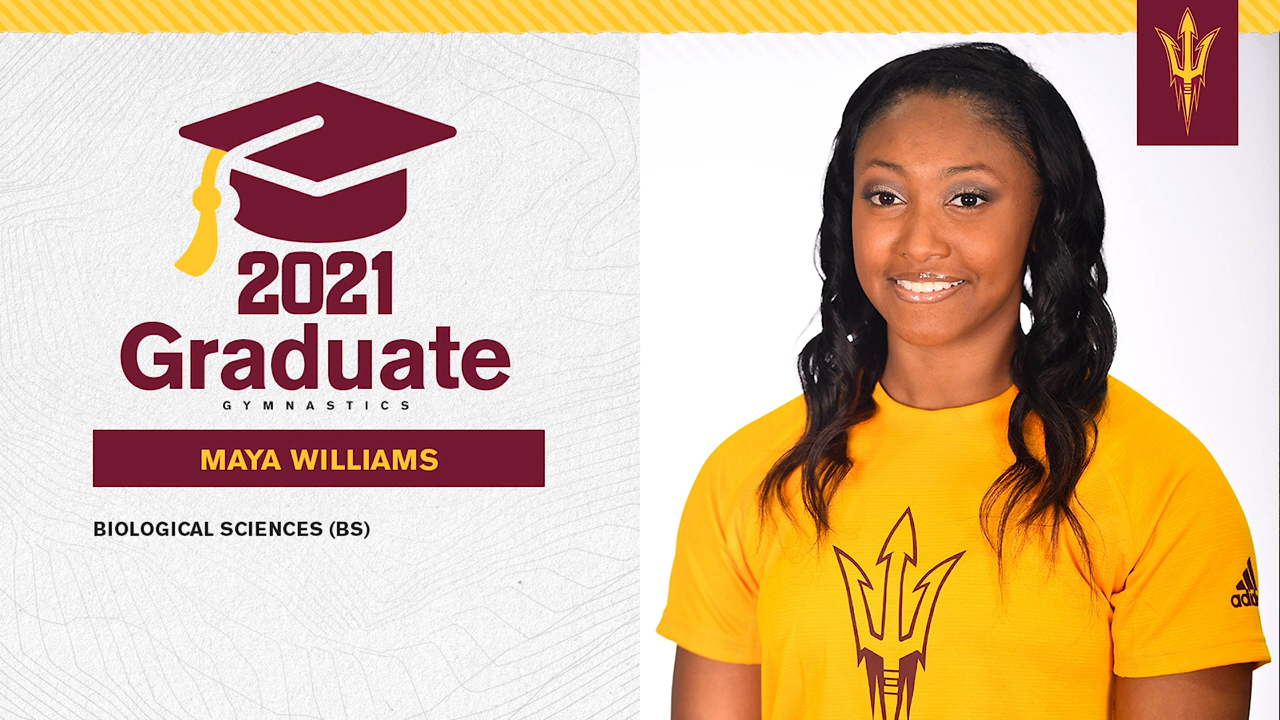 2021
Graduate
GYMNASTICS
MAYA WILLIAMS
BIOLOGICAL SCIENCES (BS)